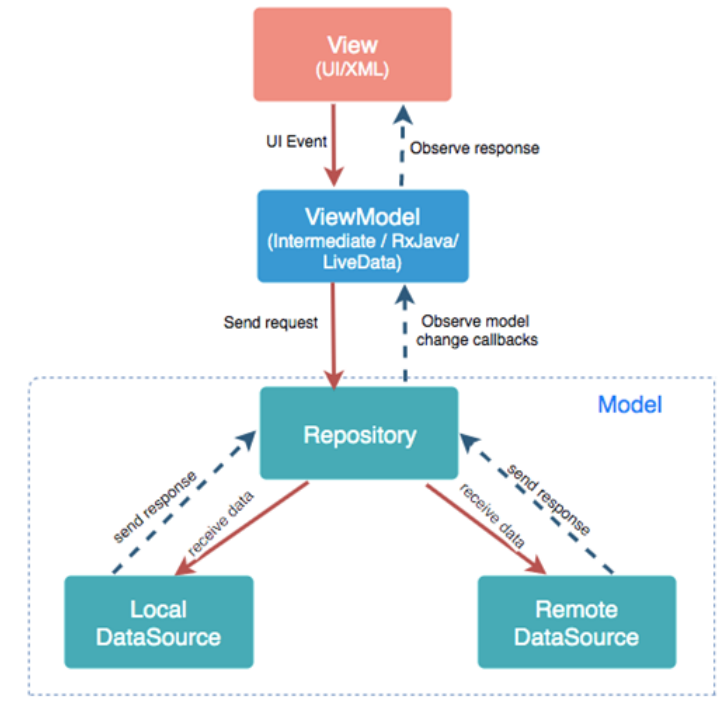 View
(UI/XML)
UI Event
Observe response
ViewModel
(Intermediate / RxJava/
LiveData)
Send request
Observe model
change callbacks
Model
Repository
send response
receive data
receive data
send response
Local
DataSource
Remote
DataSource